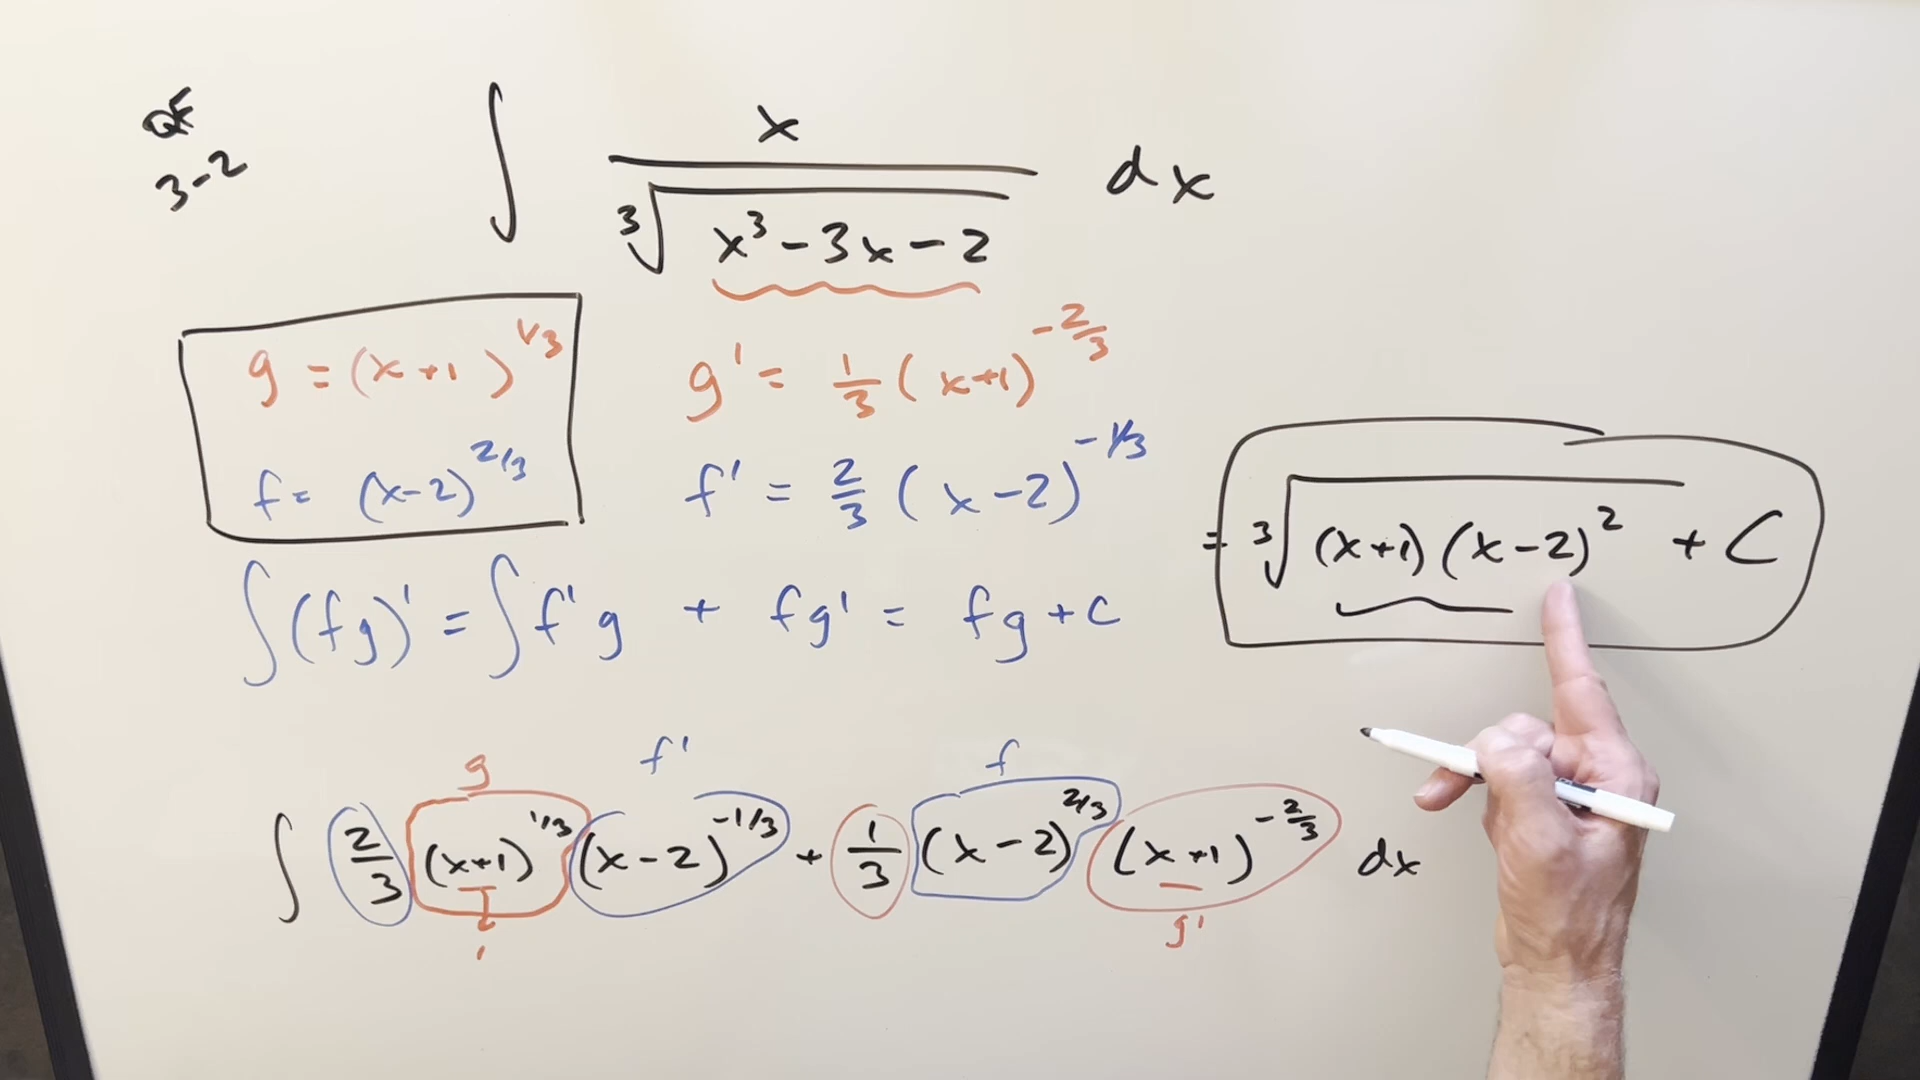 QE
3-2
∫ x / ∛(x³ - 3x - 2) dx
g = (x+1)^1/3
g' = 1/3 (x+1)^-2/3
f = (x-2)^2/3
f' = 2/3 (x-2)^-1/3
= ∛((x+1)(x-2)²) + C
∫(fg)' = ∫f'g + fg' = fg + C
g f' f
∫ 2/3 (x+1)^1/3 (x-2)^-1/3 + 1/3 (x-2)^2/3 (x+1)^-2/3 dx
g'